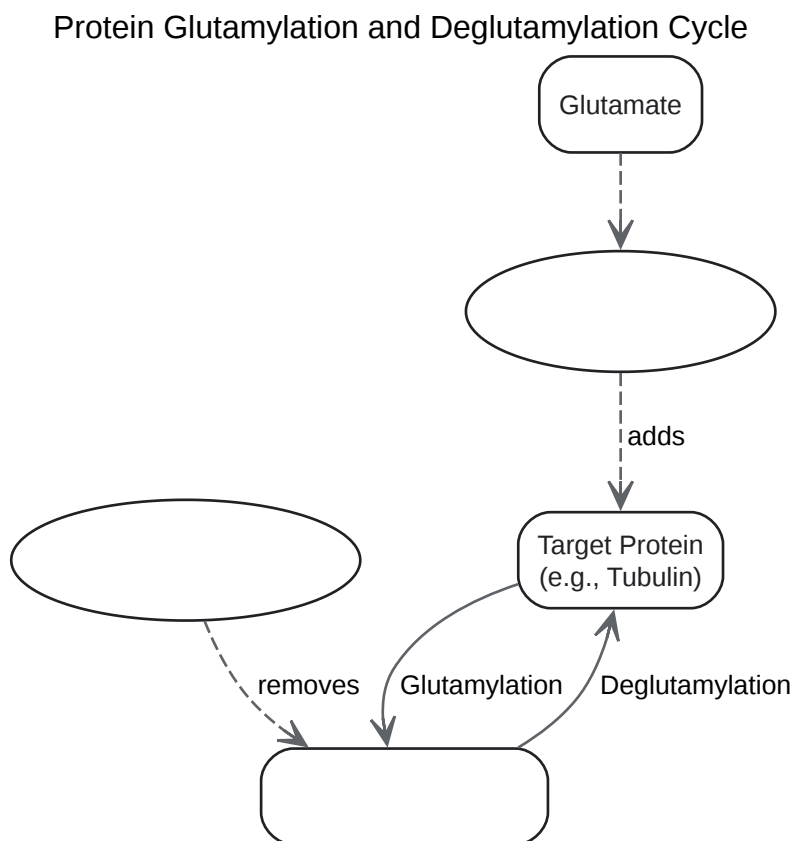 Protein Glutamylation and Deglutamylation Cycle
Glutamate
adds
Target Protein
(e.g., Tubulin)
removes
Glutamylation
Deglutamylation